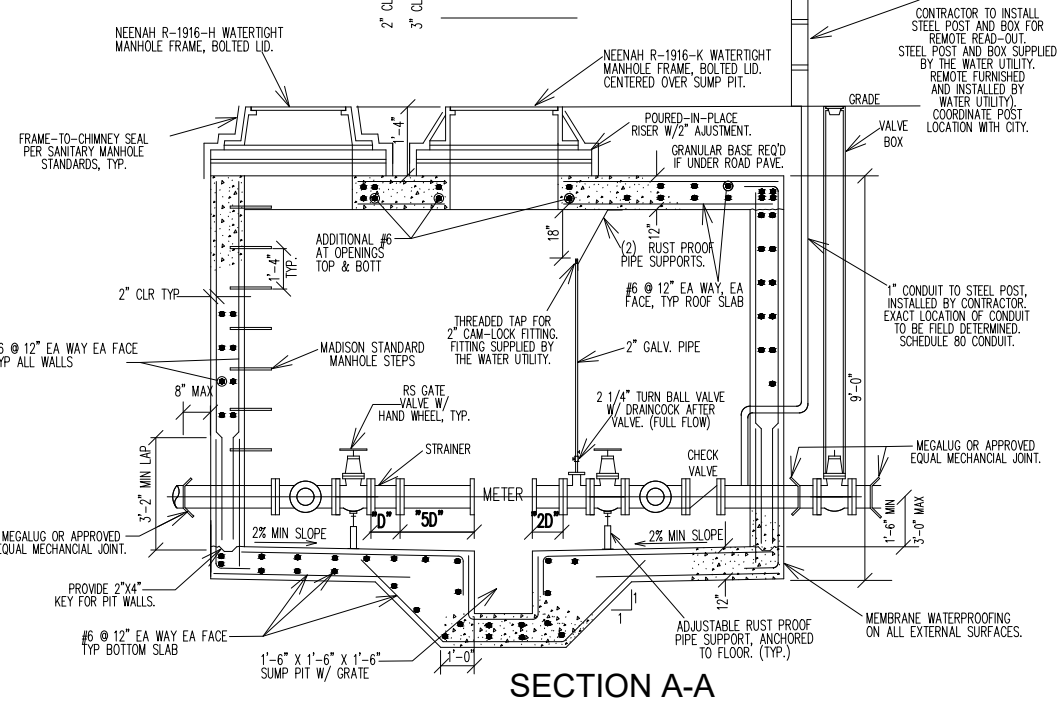 2" CL
3" CL
NEENAH R-1916-H WATERTIGHT
MANHOLE FRAME, BOLTED LID.
NEENAH R-1916-K WATERTIGHT
MANHOLE FRAME, BOLTED LID.
CENTERED OVER SUMP PIT.
CONTRACTOR TO INSTALL
STEEL POST AND BOX FOR
REMOTE READ-OUT.
STEEL POST AND BOX SUPPLIED
BY THE WATER UTILITY.
REMOTE FURNISHED
AND INSTALLED BY
WATER UTILITY).
COORDINATE POST
LOCATION WITH CITY.
GRADE
VALVE
BOX
FRAME-TO-CHIMNEY SEAL
PER SANITARY MANHOLE
STANDARDS, TYP.
1'-4"
POURED-IN-PLACE
RISER W/2" AJUSTMENT.
GRANULAR BASE REQ'D
IF UNDER ROAD PAVE.
ADDITIONAL #6
AT OPENINGS
TOP & BOTT
18"
12"
(2) RUST PROOF
PIPE SUPPORTS.
1'-4"
TYP.
2" CLR TYP
#6 @ 12" EA WAY, EA
FACE, TYP ROOF SLAB
1" CONDUIT TO STEEL POST,
INSTALLED BY CONTRACTOR.
EXACT LOCATION OF CONDUIT
TO BE FIELD DETERMINED.
SCHEDULE 80 CONDUIT.
THREADED TAP FOR
2" CAM-LOCK FITTING.
FITTING SUPPLIED BY
THE WATER UTILITY.
6 @ 12" EA WAY EA FACE
YP ALL WALLS
MADISON STANDARD
MANHOLE STEPS
2" GALV. PIPE
8" MAX
RS GATE
VALVE W/
HAND WHEEL, TYP.
2 1/4" TURN BALL VALVE
W/ DRAINCOCK AFTER
VALVE. (FULL FLOW)
9'-0"
STRAINER
CHECK
VALVE
MEGALUG OR APPROVED
EQUAL MECHANCIAL JOINT.
3'-2" MIN LAP
METER
"D"
"5D"
"2D"
1'-6" MIN
3'-0" MAX
MEGALUG OR APPROVED
EQUAL MECHANCIAL JOINT.
2% MIN SLOPE
2% MIN SLOPE
PROVIDE 2"X4"
KEY FOR PIT WALLS.
12"
1
1
#6 @ 12" EA WAY EA FACE
TYP BOTTOM SLAB
1'-6" X 1'-6" X 1'-6"
SUMP PIT W/ GRATE
1'-0"
ADJUSTABLE RUST PROOF
PIPE SUPPORT, ANCHORED
TO FLOOR. (TYP.)
MEMBRANE WATERPROOFING
ON ALL EXTERNAL SURFACES.
SECTION A-A